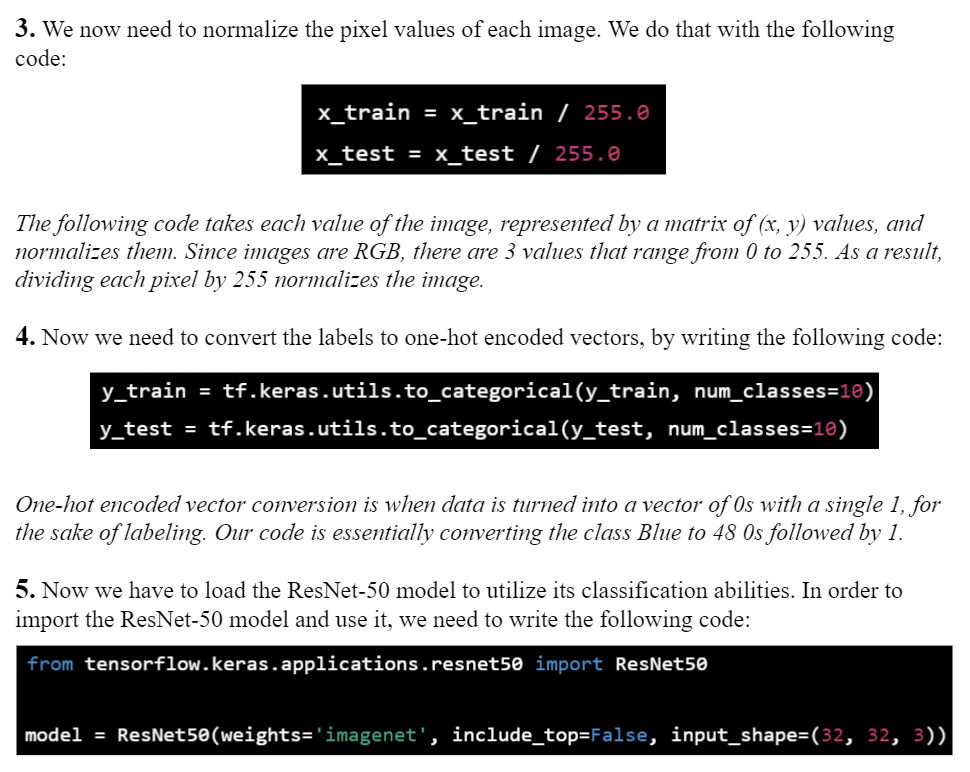 3. We now need to normalize the pixel values of each image. We do that with the following
code:
x_train = x_train / 255.0
x_test = x_test / 255.0
The following code takes each value of the image, represented by a matrix of (x, y) values, and
normalizes them. Since images are RGB, there are 3 values that range from 0 to 255. As a result,
dividing each pixel by 255 normalizes the image.
4. Now we need to convert the labels to one-hot encoded vectors, by writing the following code:
y_train = tf.keras.utils.to_categorical(y_train, num_classes=10)
y_test = tf.keras.utils.to_categorical(y_test, num_classes=10)
One-hot encoded vector conversion is when data is turned into a vector of 0s with a single 1, for
the sake of labeling. Our code is essentially converting the class Blue to 48 0s followed by 1.
5. Now we have to load the ResNet-50 model to utilize its classification abilities. In order to
import the ResNet-50 model and use it, we need to write the following code:
from tensorflow.keras.applications.resnet50 import ResNet50
model = ResNet50(weights='imagenet', include_top=False, input_shape=(32, 32, 3))